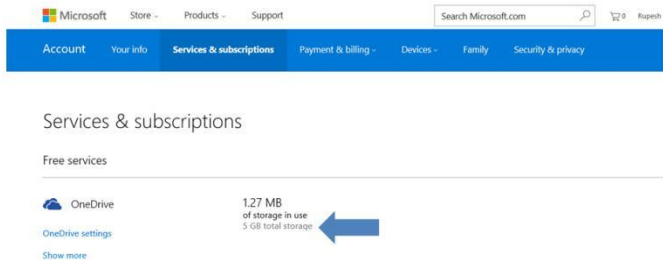 Microsoft Store Products Support Search Microsoft.com 0 Rupesh
Account Your info Services & subscriptions Payment & billing Devices Family Security & privacy
Services & subscriptions
Free services
OneDrive 1.27 MB
of storage in use
5 GB total storage
OneDrive settings
Show more